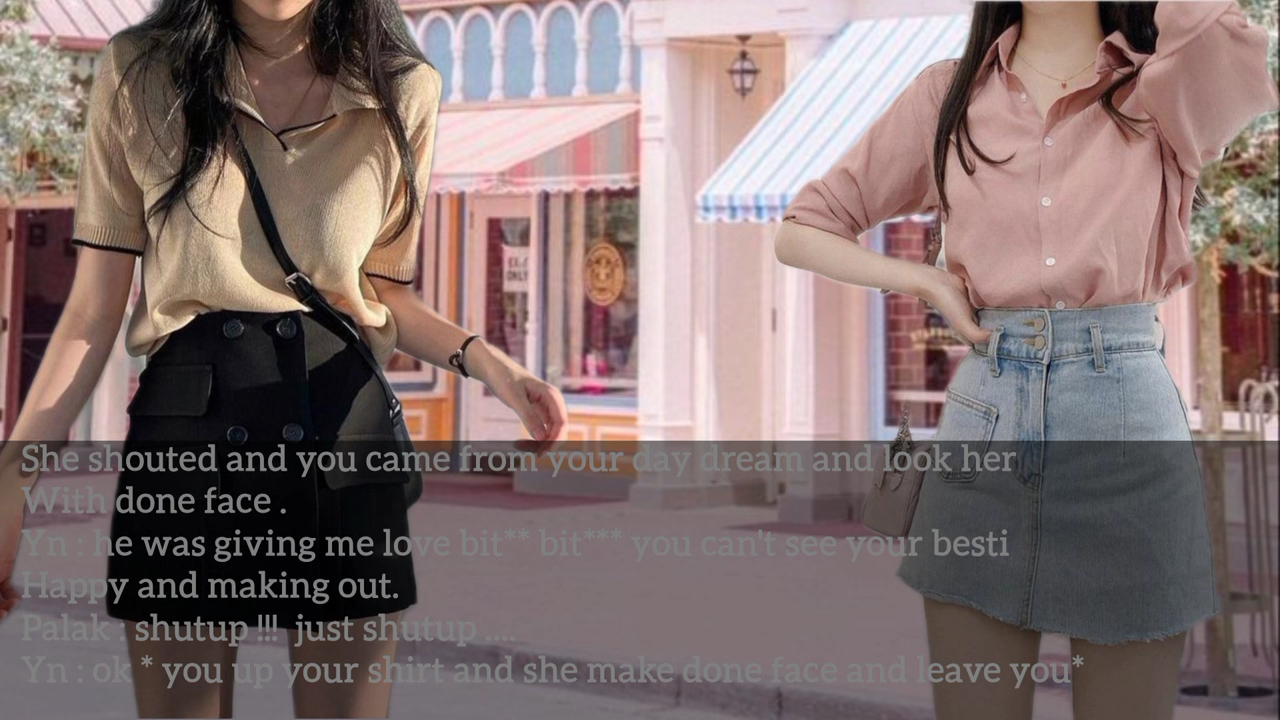 She shouted and you came from your day dream and look her
With done face .
Yn : he was giving me love bit** bit*** you can't see your besti
Happy and making out.
Palak : shutup !!! just shutup ....
Yn : ok * you up your shirt and she make done face and leave you*